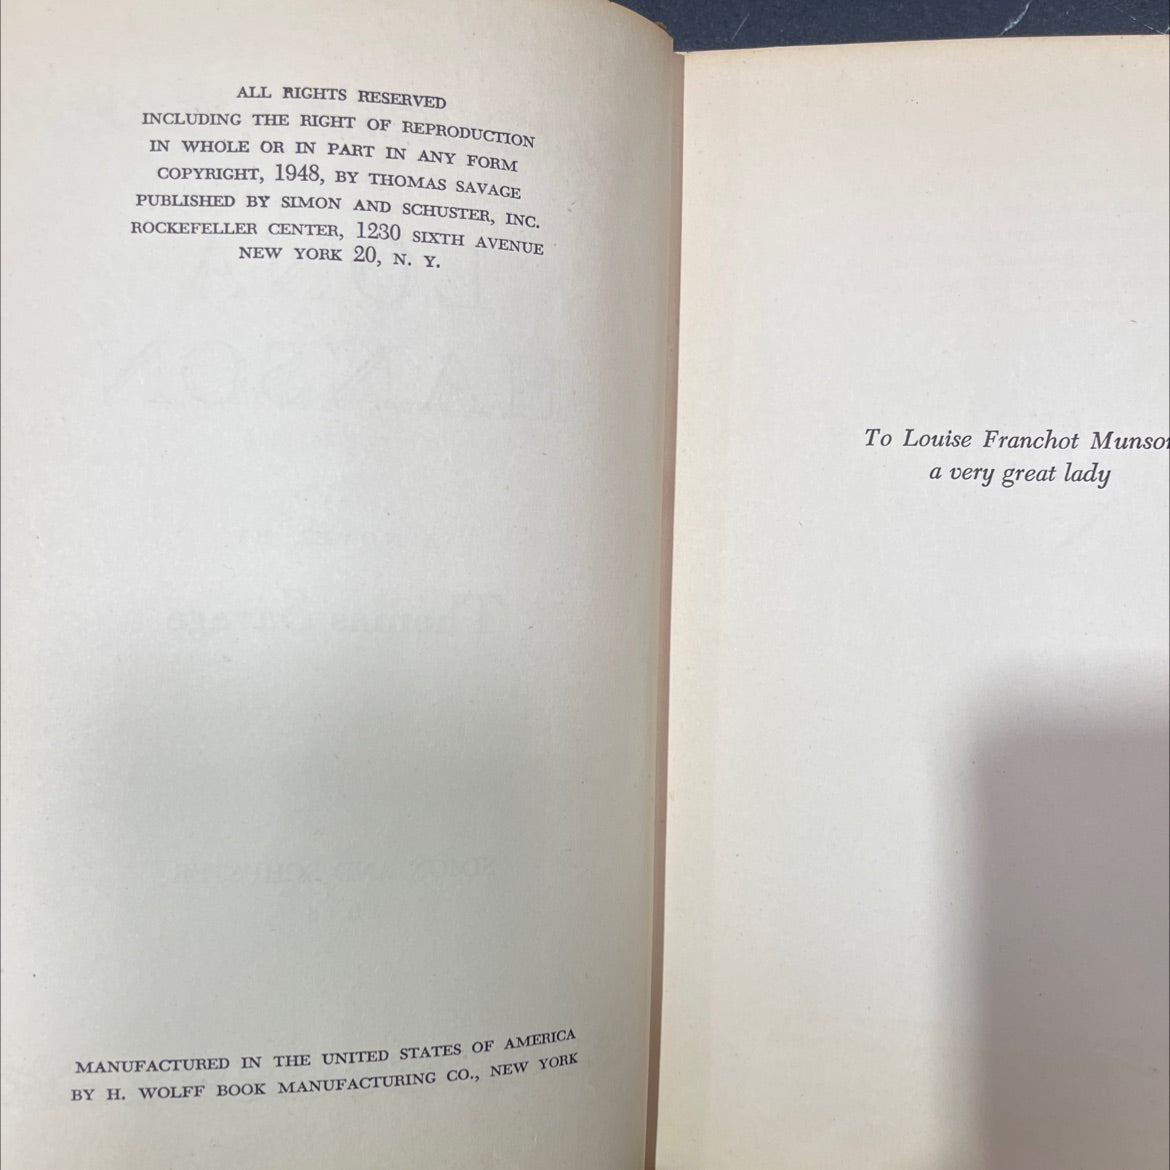 ALL RIGHTS RESERVED
INCLUDING THE RIGHT OF REPRODUCTION
IN WHOLE OR IN PART IN ANY FORM
COPYRIGHT, 1948, BY THOMAS SAVAGE
PUBLISHED BY SIMON AND SCHUSTER, INC.
ROCKEFELLER CENTER, 1230 SIXTH AVENUE
NEW YORK 20, N. Y.
MANUFACTURED IN THE UNITED STATES OF AMERICA
BY H. WOLFF BOOK MANUFACTURING CO., NEW YORK
To Louise Franchot Munson
a very great lady